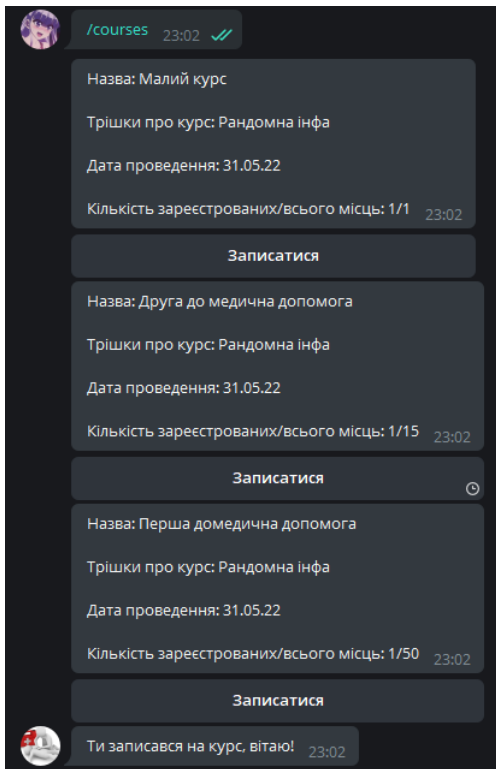 /courses 23:02
Назва: Малий курс
Трішки про курс: Рандомна інфа
Дата проведення: 31.05.22
Кількість зареєстрованих/всього місць: 1/1 23:02
Записатися
Назва: Друга до медична допомога
Трішки про курс: Рандомна інфа
Дата проведення: 31.05.22
Кількість зареєстрованих/всього місць: 1/15 23:02
Записатися
Назва: Перша домедична допомога
Трішки про курс: Рандомна інфа
Дата проведення: 31.05.22
Кількість зареєстрованих/всього місць: 1/50 23:02
Записатися
Ти записався на курс, вітаю! 23:02